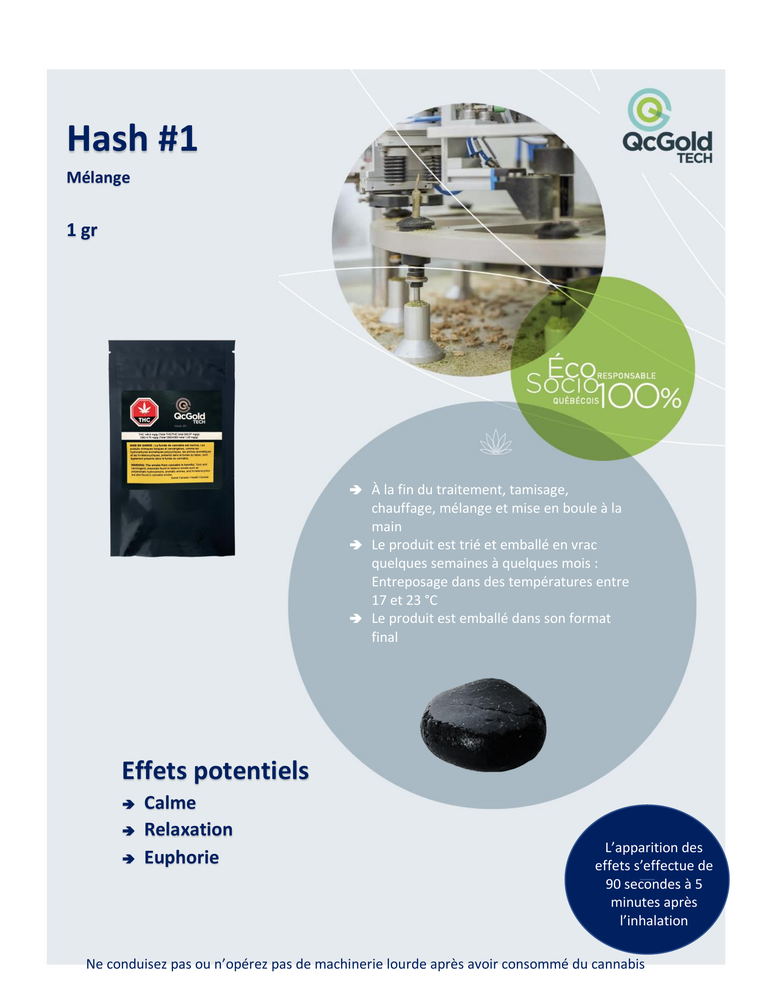 Hash #1
Mélange
1 gr
QcGold
TECH
Éco
Socio
RESPONSABLE
QUÉBÉCOIS
100%
THC
QcGold
TECH
➔ À la fin du traitement, tamisage,
chauffage, mélange et mise en boule à la
main
➔ Le produit est trié et emballé en vrac
quelques semaines à quelques mois :
Entreposage dans des températures entre
17 et 23 °C
➔ Le produit est emballé dans son format
final
Effets potentiels
➔ Calme
➔ Relaxation
➔ Euphorie
L’apparition des
effets s’effectue de
90 secondes à 5
minutes après
l’inhalation
Ne conduisez pas ou n’opérez pas de machinerie lourde après avoir consommé du cannabis